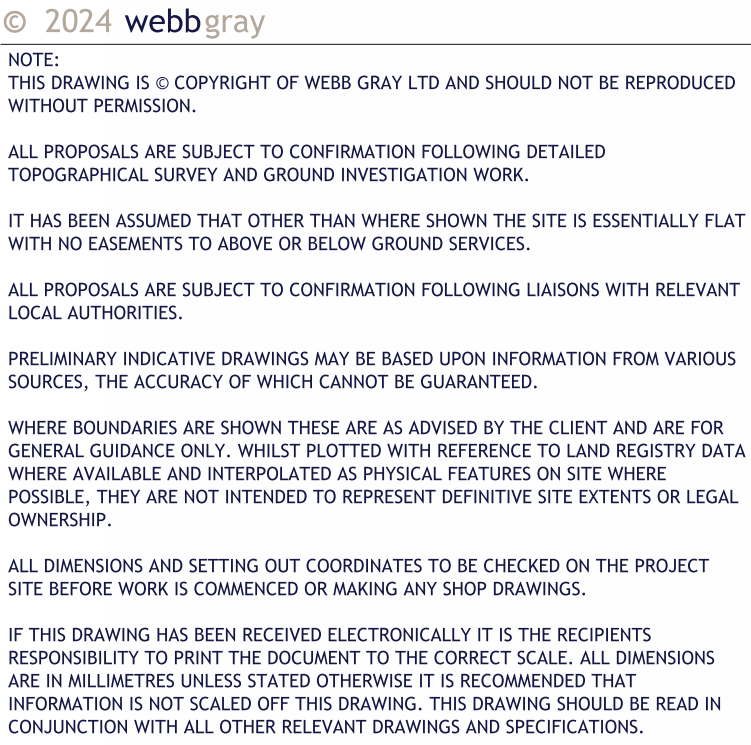 © 2024 webbgray
NOTE:
THIS DRAWING IS © COPYRIGHT OF WEBB GRAY LTD AND SHOULD NOT BE REPRODUCED
WITHOUT PERMISSION.
ALL PROPOSALS ARE SUBJECT TO CONFIRMATION FOLLOWING DETAILED
TOPOGRAPHICAL SURVEY AND GROUND INVESTIGATION WORK.
IT HAS BEEN ASSUMED THAT OTHER THAN WHERE SHOWN THE SITE IS ESSENTIALLY FLAT
WITH NO EASEMENTS TO ABOVE OR BELOW GROUND SERVICES.
ALL PROPOSALS ARE SUBJECT TO CONFIRMATION FOLLOWING LIAISONS WITH RELEVANT
LOCAL AUTHORITIES.
PRELIMINARY INDICATIVE DRAWINGS MAY BE BASED UPON INFORMATION FROM VARIOUS
SOURCES, THE ACCURACY OF WHICH CANNOT BE GUARANTEED.
WHERE BOUNDARIES ARE SHOWN THESE ARE AS ADVISED BY THE CLIENT AND ARE FOR
GENERAL GUIDANCE ONLY. WHILST PLOTTED WITH REFERENCE TO LAND REGISTRY DATA
WHERE AVAILABLE AND INTERPOLATED AS PHYSICAL FEATURES ON SITE WHERE
POSSIBLE, THEY ARE NOT INTENDED TO REPRESENT DEFINITIVE SITE EXTENTS OR LEGAL
OWNERSHIP.
ALL DIMENSIONS AND SETTING OUT COORDINATES TO BE CHECKED ON THE PROJECT
SITE BEFORE WORK IS COMMENCED OR MAKING ANY SHOP DRAWINGS.
IF THIS DRAWING HAS BEEN RECEIVED ELECTRONICALLY IT IS THE RECIPIENTS
RESPONSIBILITY TO PRINT THE DOCUMENT TO THE CORRECT SCALE. ALL DIMENSIONS
ARE IN MILLIMETRES UNLESS STATED OTHERWISE IT IS RECOMMENDED THAT
INFORMATION IS NOT SCALED OFF THIS DRAWING. THIS DRAWING SHOULD BE READ IN
CONJUNCTION WITH ALL OTHER RELEVANT DRAWINGS AND SPECIFICATIONS.